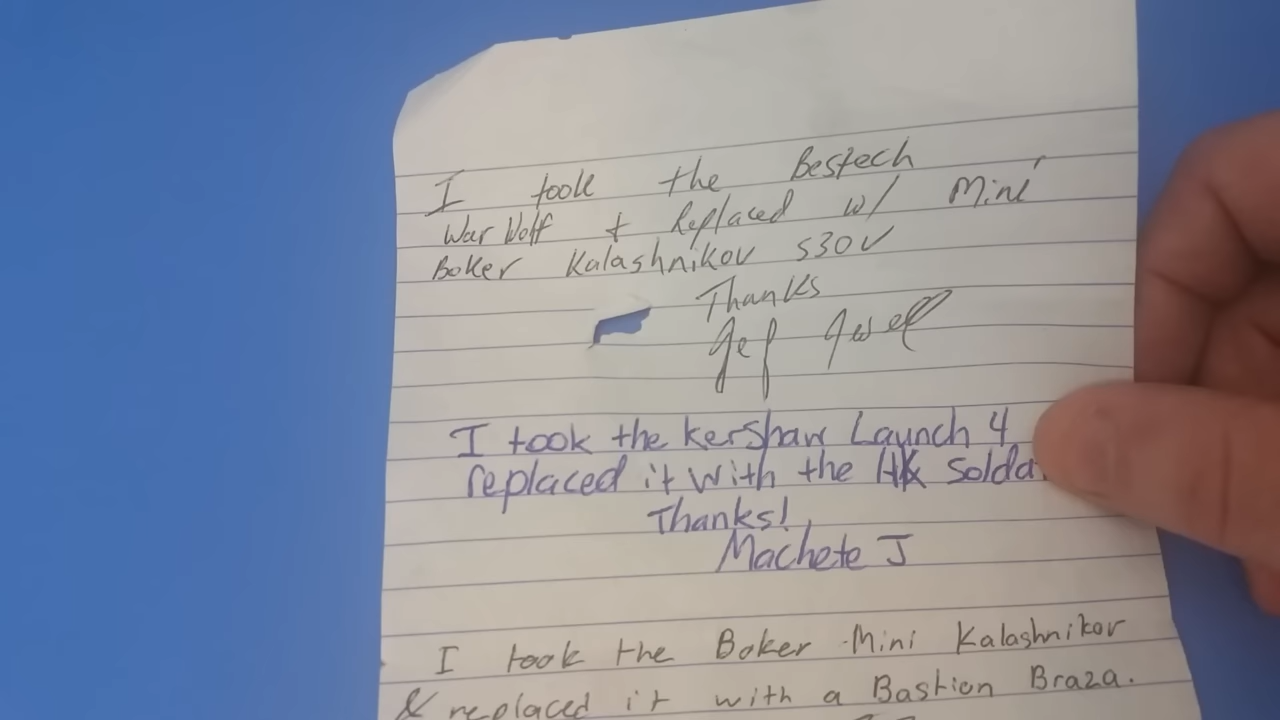 I took the Bestech
War Wolf & Replaced w/ Mini
Boker Kalashnikov S30V
Thanks
I took the Kershaw Launch 4
replaced it with the HK
Thanks!
Machete J
I took the Boker Mini Kalashnikov
& replaced it with a Bastion Braza.